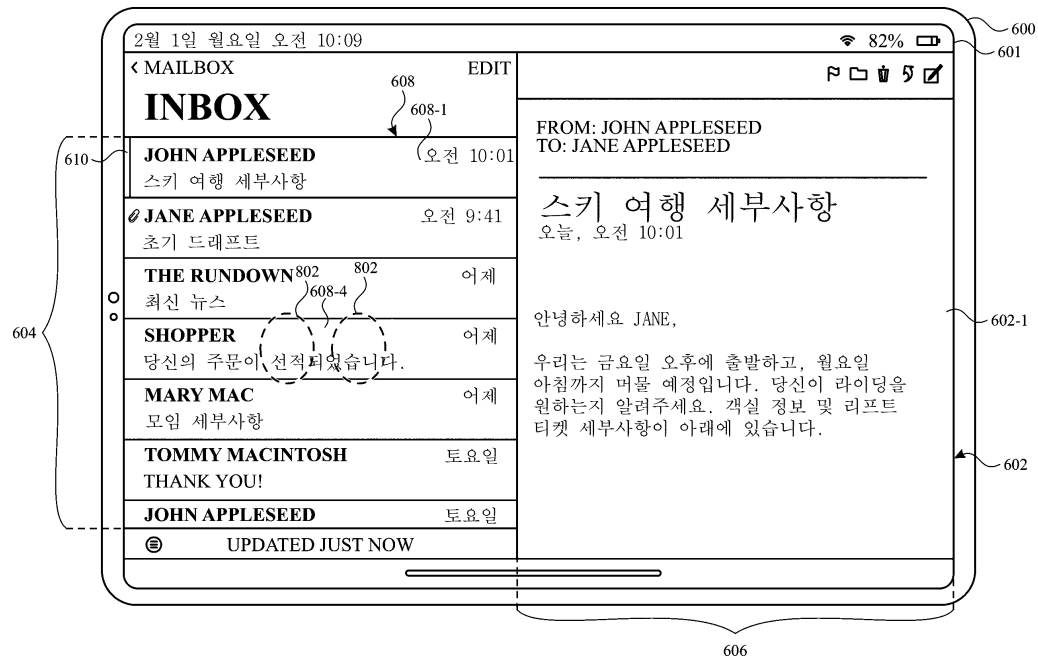 2월 1일 월요일 오전 10:09
82%
600
601
< MAILBOX
EDIT
INBOX
608
608-1
604
610
JOHN APPLESEED
오전 10:01
스키 여행 세부사항
JANE APPLESEED
오전 9:41
초기 드래프트
THE RUNDOWN
어제
최신 뉴스
802
802
608-4
SHOPPER
어제
당신의 주문이 선적되었습니다.
MARY MAC
어제
모임 세부사항
TOMMY MACINTOSH
토요일
THANK YOU!
JOHN APPLESEED
토요일
UPDATED JUST NOW
FROM: JOHN APPLESEED
TO: JANE APPLESEED
스키 여행 세부사항
오늘, 오전 10:01
안녕하세요 JANE,
602-1
우리는 금요일 오후에 출발하고, 월요일
아침까지 머물 예정입니다. 당신이 라이딩을
원하는지 알려주세요. 객실 정보 및 리프트
티켓 세부사항이 아래에 있습니다.
602
606